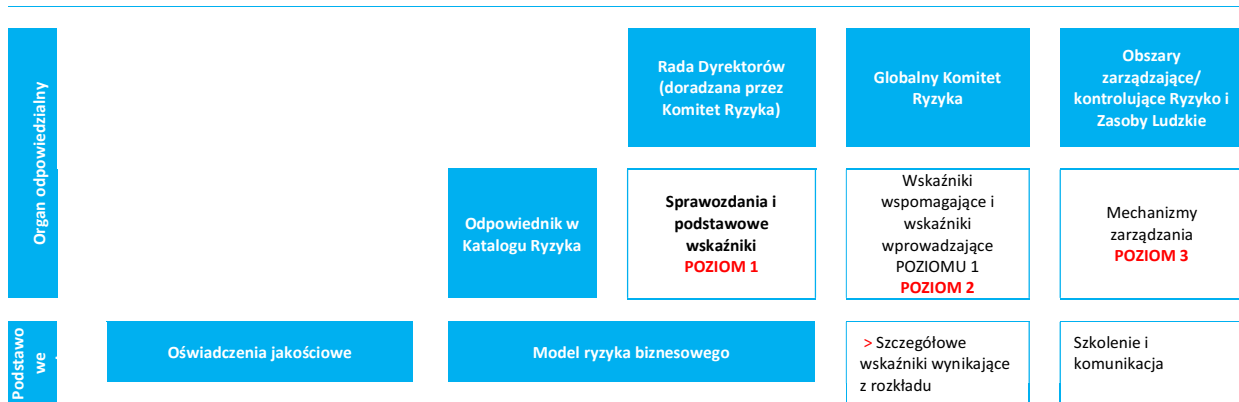 Organ odpowiedzialny
Rada Dyrektorów
(doradzana przez
Komitet Ryzyka)
Globalny Komitet
Ryzyka
Obszary
zarządzające/
kontrolujące Ryzyko i
Zasoby Ludzkie
Odpowiednik w
Katalogu Ryzyka
Sprawozdania i
podstawowe
wskaźniki
POZIOM 1
Wskaźniki
wspomagające i
wskaźniki
wprowadzające
POZIOMU 1
POZIOM 2
Mechanizmy
zarządzania
POZIOM 3
Podstawo
we
Oświadczenia jakościowe
Model ryzyka biznesowego
> Szczegółowe
wskaźniki wynikające
z rozkładu
Szkolenie i
komunikacja